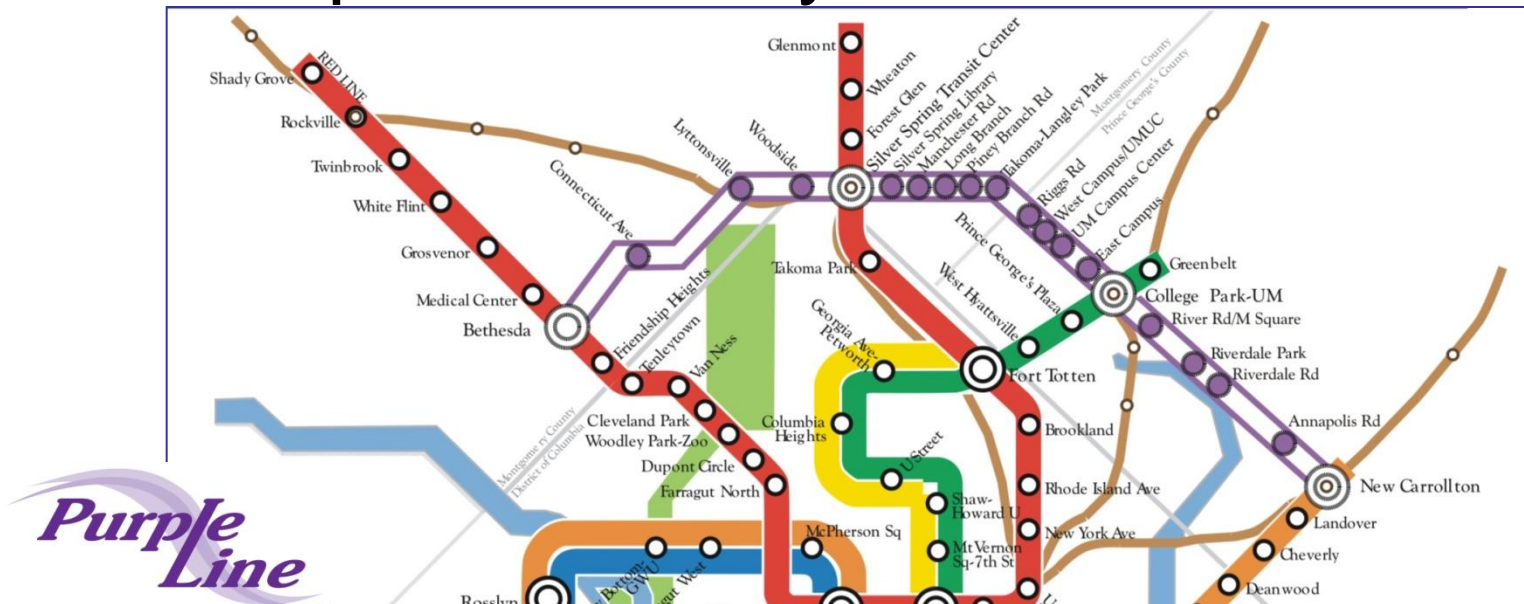 Glenmont
Wheaton
Forest Glen
Silver Spring Transit Center
Silver Spring Library
Manchester Rd
Long Branch
Piney Branch Rd
Takoma-Langley Park
Montgomery County
Prince George's County
Shady Grove
RED LINE
Rockville
Twinbrook
White Flint
Grosvenor
Medical Center
Bethesda
Connecticut Ave
Lyttonsville
Woodside
Riggs Rd
West Campus/UMUC
UM Campus Center
East Campus
Prince George's Plaza
West Hyattsville
Greenbelt
College Park-UM
River Rd/M Square
Riverdale Park
Riverdale Rd
Annapolis Rd
New Carrollton
Landover
Cheverly
Deanwood
Takoma Park
Georgia Ave-
Petworth
Fort Totten
Friendship Heights
Tenleytown
Van Ness
Cleveland Park
Woodley Park-Zoo
Dupont Circle
Farragut North
Montgomery County
District of Columbia
Columbia
Heights
U Street
Shaw-
Howard U
Mt Vernon
Sq-7th St
Brookland
Rhode Island Ave
New York Ave
McPherson Sq
Bottom-
GWU
West
Rosslyn
Purple
Line